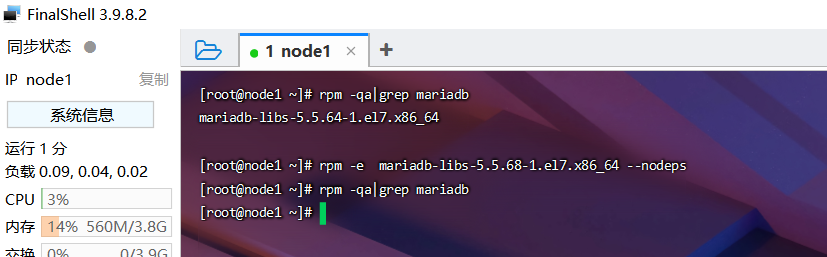 FinalShell 3.9.8.2
同步状态
1 node1 × +
IP node1 复制
系统信息
运行 1 分
负载 0.09, 0.04, 0.02
CPU 3%
内存 14% 560M/3.8G
交换 0% 0/3.9G
[root@node1 ~]# rpm -qa|grep mariadb
mariadb-libs-5.5.64-1.el7.x86_64
[root@node1 ~]# rpm -e  mariadb-libs-5.5.68-1.el7.x86_64 --nodeps
[root@node1 ~]# rpm -qa|grep mariadb
[root@node1 ~]#